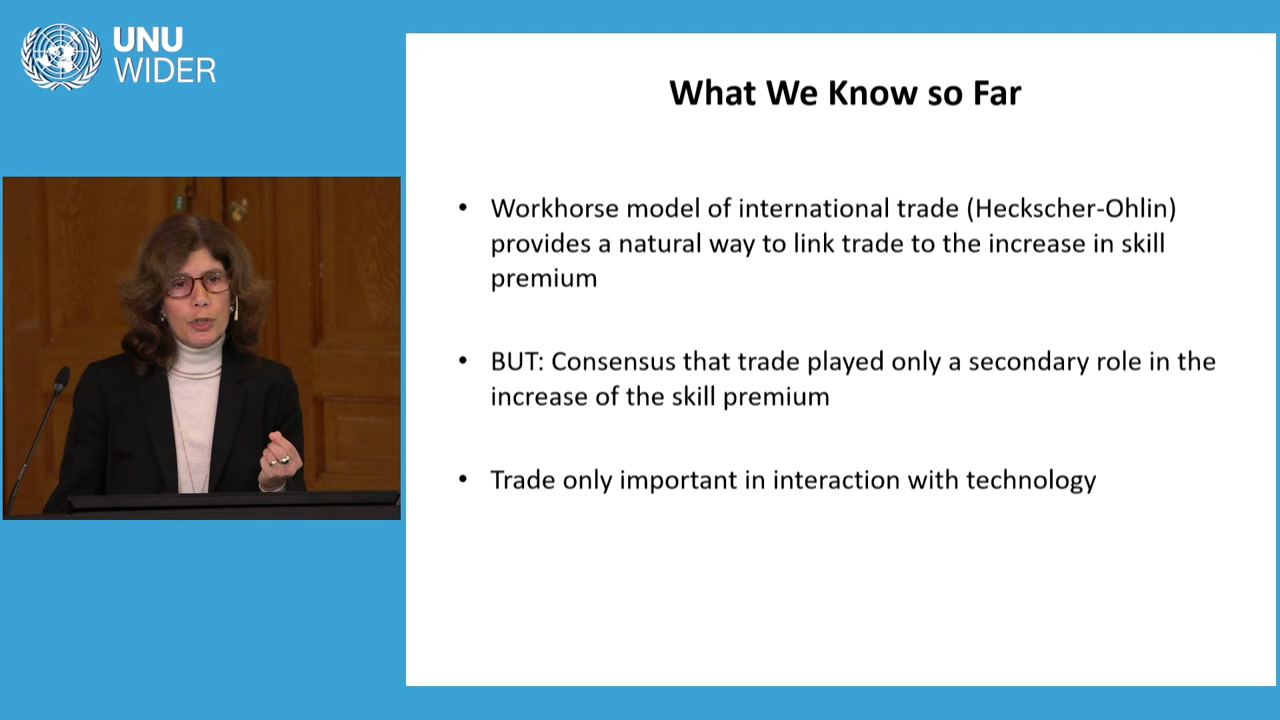 UNU
WIDER
What We Know so Far
• Workhorse model of international trade (Heckscher-Ohlin)
provides a natural way to link trade to the increase in skill
premium
• BUT: Consensus that trade played only a secondary role in the
increase of the skill premium
• Trade only important in interaction with technology